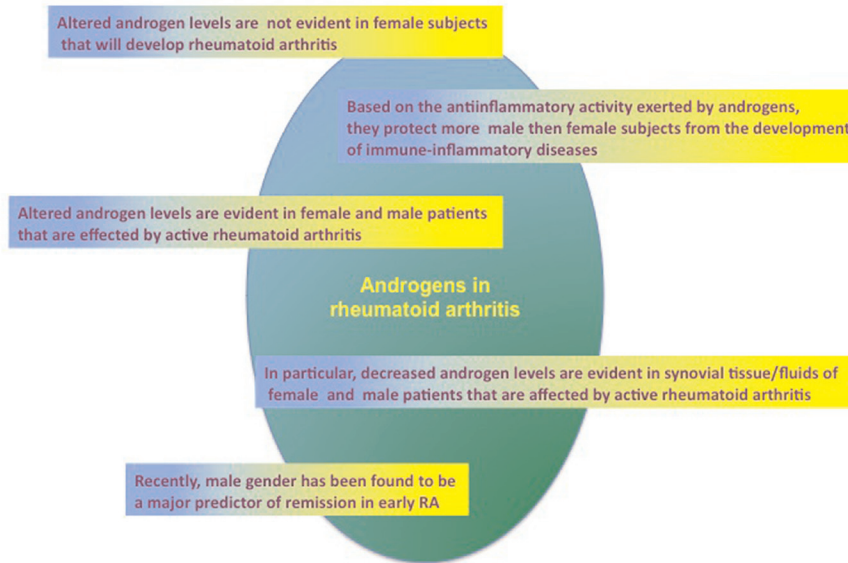 Altered androgen levels are not evident in female subjects
that will develop rheumatoid arthritis
Based on the antiinflammatory activity exerted by androgens,
they protect more male then female subjects from the development
of immune-inflammatory diseases
Altered androgen levels are evident in female and male patients
that are effected by active rheumatoid arthritis
Androgens in
rheumatoid arthritis
In particular, decreased androgen levels are evident in synovial tissue/fluids of
female and male patients that are affected by active rheumatoid arthritis
Recently, male gender has been found to be
a major predictor of remission in early RA